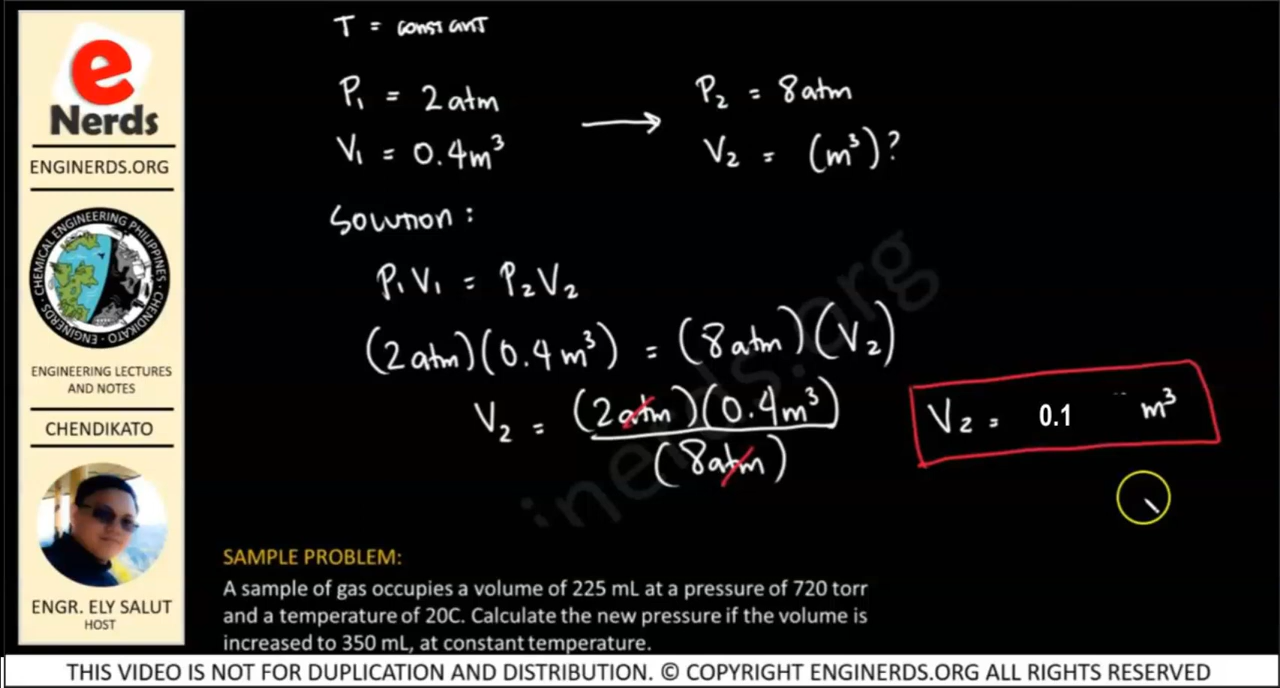 e
Nerds
ENGINERDS.ORG
CHEMICAL ENGINEERING PHILIPPINES
· CHENDIKATO · ENGINERDS ·
ENGINEERING LECTURES
AND NOTES
CHENDIKATO
ENGR. ELY SALUT
HOST
T = CONSTANT
P₁ = 2atm
V₁ = 0.4m³
P₂ = 8atm
V₂ = (m³)?
SOLUTION:
P₁V₁ = P₂V₂
(2atm)(0.4m³) = (8atm)(V₂)
V₂ = (2atm)(0.4m³)
(8atm)
V₂ = 0.1 m³
inerds.org
SAMPLE PROBLEM:
A sample of gas occupies a volume of 225 mL at a pressure of 720 torr
and a temperature of 20C. Calculate the new pressure if the volume is
increased to 350 mL, at constant temperature.
THIS VIDEO IS NOT FOR DUPLICATION AND DISTRIBUTION. © COPYRIGHT ENGINERDS.ORG ALL RIGHTS RESERVED